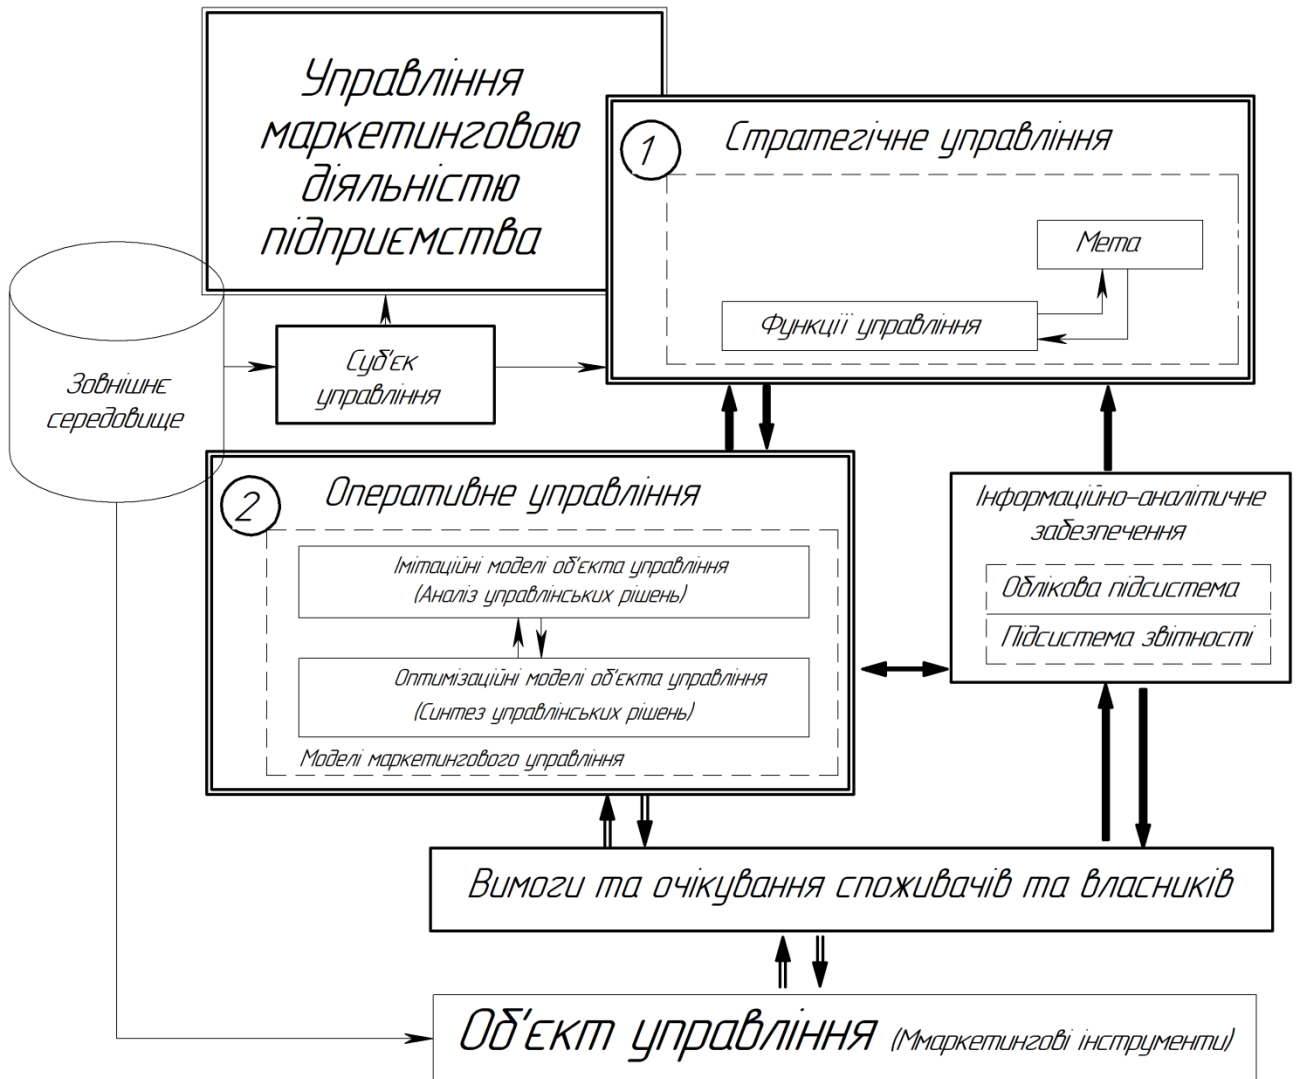 Управління
маркетинговою
діяльністю
підприємства
1
Стратегічне управління
Мета
Функції управління
Зовнішнє
середовище
Суб'єк
управління
2
Оперативне управління
Імітаційні моделі об'єкта управління
(Аналіз управлінських рішень)
Оптимізаційні моделі об'єкта управління
(Синтез управлінських рішень)
Моделі маркетингового управління
Інформаційно-аналітичне
забезпечення
Облікова підсистема
Підсистема звітності
Вимоги та очікування споживачів та власників
Об'єкт управління (Ммаркетингові інструменти)